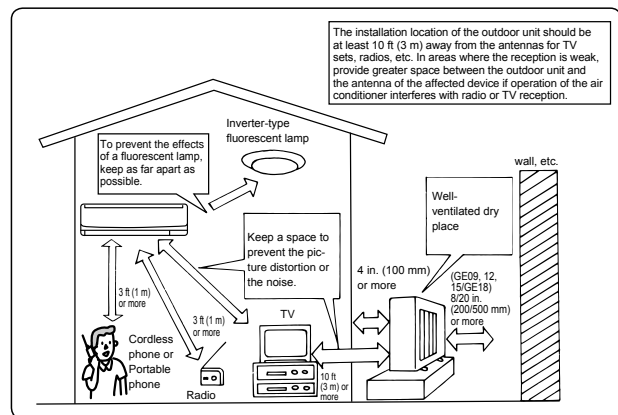 The installation location of the outdoor unit should be
at least 10 ft (3 m) away from the antennas for TV
sets, radios, etc. In areas where the reception is weak,
provide greater space between the outdoor unit and
the antenna of the affected device if operation of the air
conditioner interferes with radio or TV reception.
Inverter-type
fluorescent lamp
To prevent the effects
of a fluorescent lamp,
keep as far apart as
possible.
wall, etc.
Well-
ventilated dry
place
Keep a space to
prevent the pic-
ture distortion or
the noise.
4 in. (100 mm)
or more
(GE09, 12,
15/GE18)
8/20 in.
(200/500 mm)
or more
3 ft (1 m)
or more
3 ft (1 m)
or more
TV
Cordless
phone or
Portable
phone
Radio
10 ft
(3 m) or
more